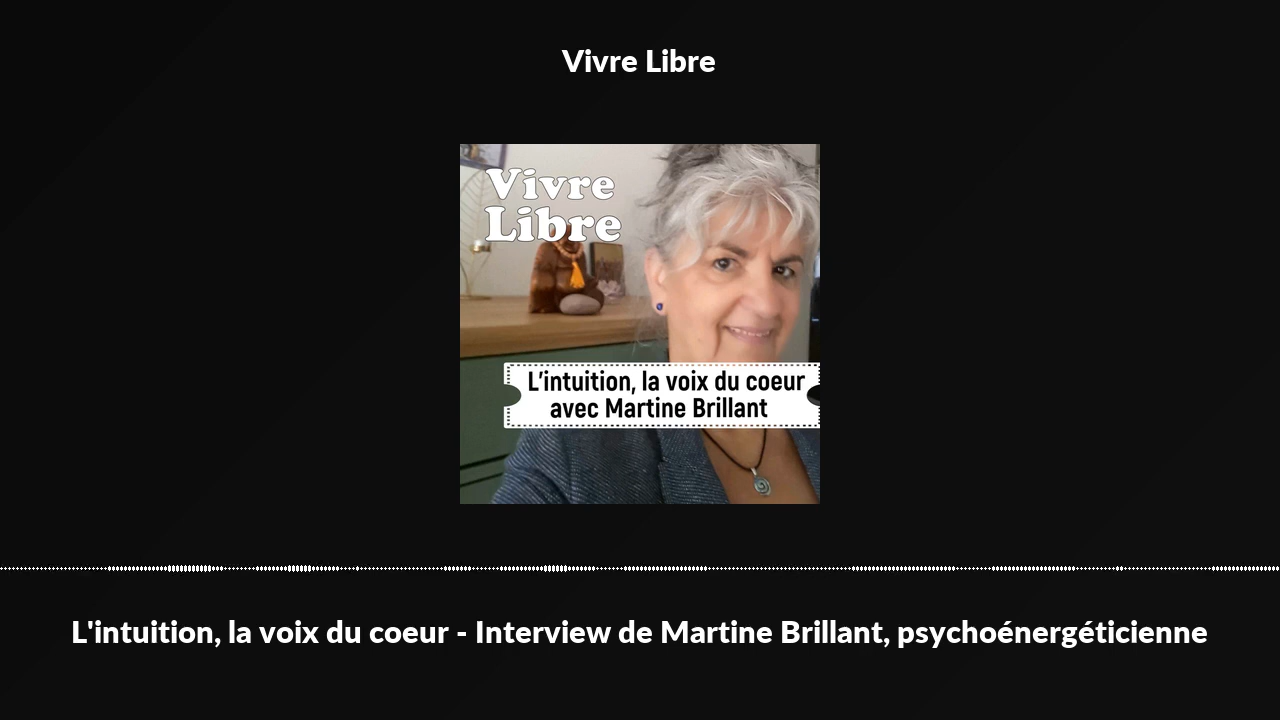 Vivre Libre
Vivre
Libre
L'intuition, la voix du coeur
avec Martine Brillant
L'intuition, la voix du coeur - Interview de Martine Brillant, psychoénergéticienne